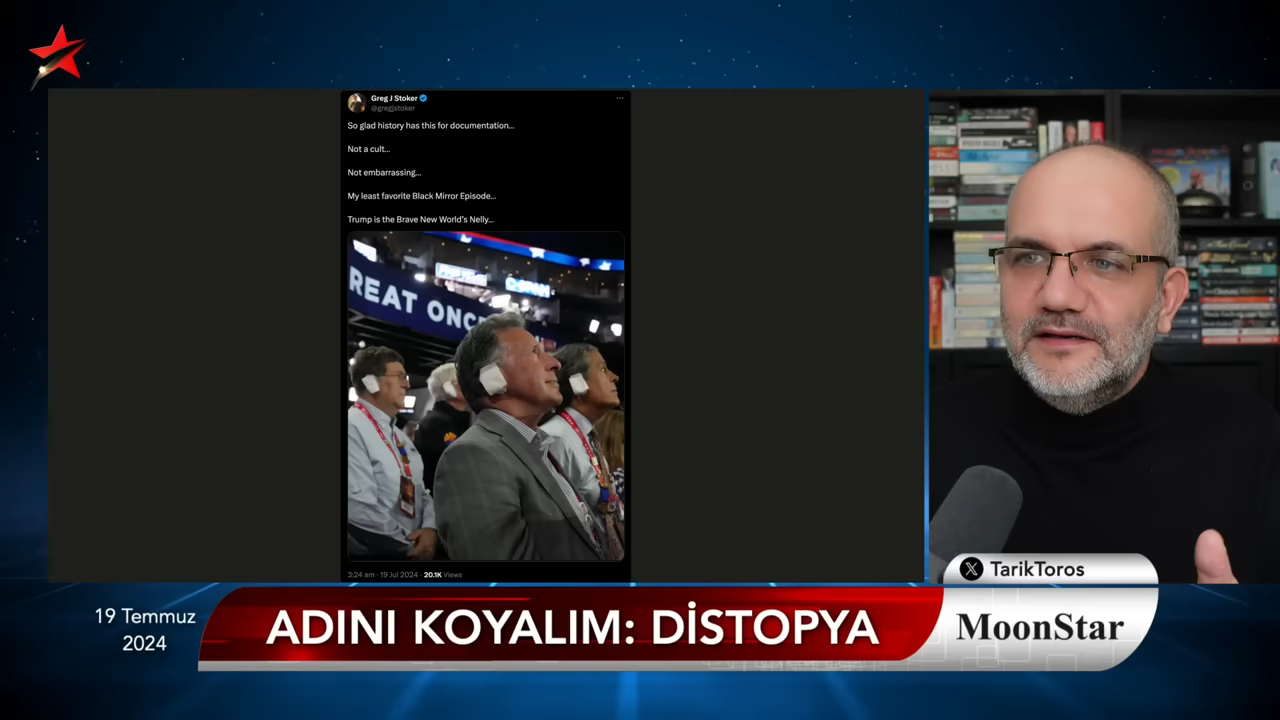 Greg J Stoker
@gregjstoker
So glad history has this for documentation...
Not a cult...
Not embarrassing...
My least favorite Black Mirror Episode...
Trump is the Brave New World's Nelly...
REAT ONC
3:24 am · 19 Jul 2024 · 20.1K Views
TarikToros
19 Temmuz
2024
ADINI KOYALIM: DİSTOPYA
MoonStar